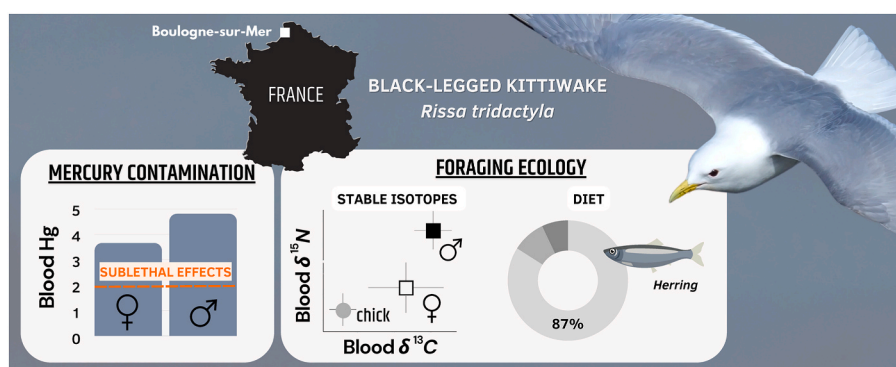 Boulogne-sur-Mer
FRANCE
BLACK-LEGGED KITTIWAKE
Rissa tridactyla
MERCURY CONTAMINATION
Blood Hg
5
4
3
2
1
0
SUBLETHAL EFFECTS
♀
♂
FORAGING ECOLOGY
STABLE ISOTOPES
Blood δ¹⁵N
♂
chick
♀
Blood δ ¹³C
DIET
87%
Herring